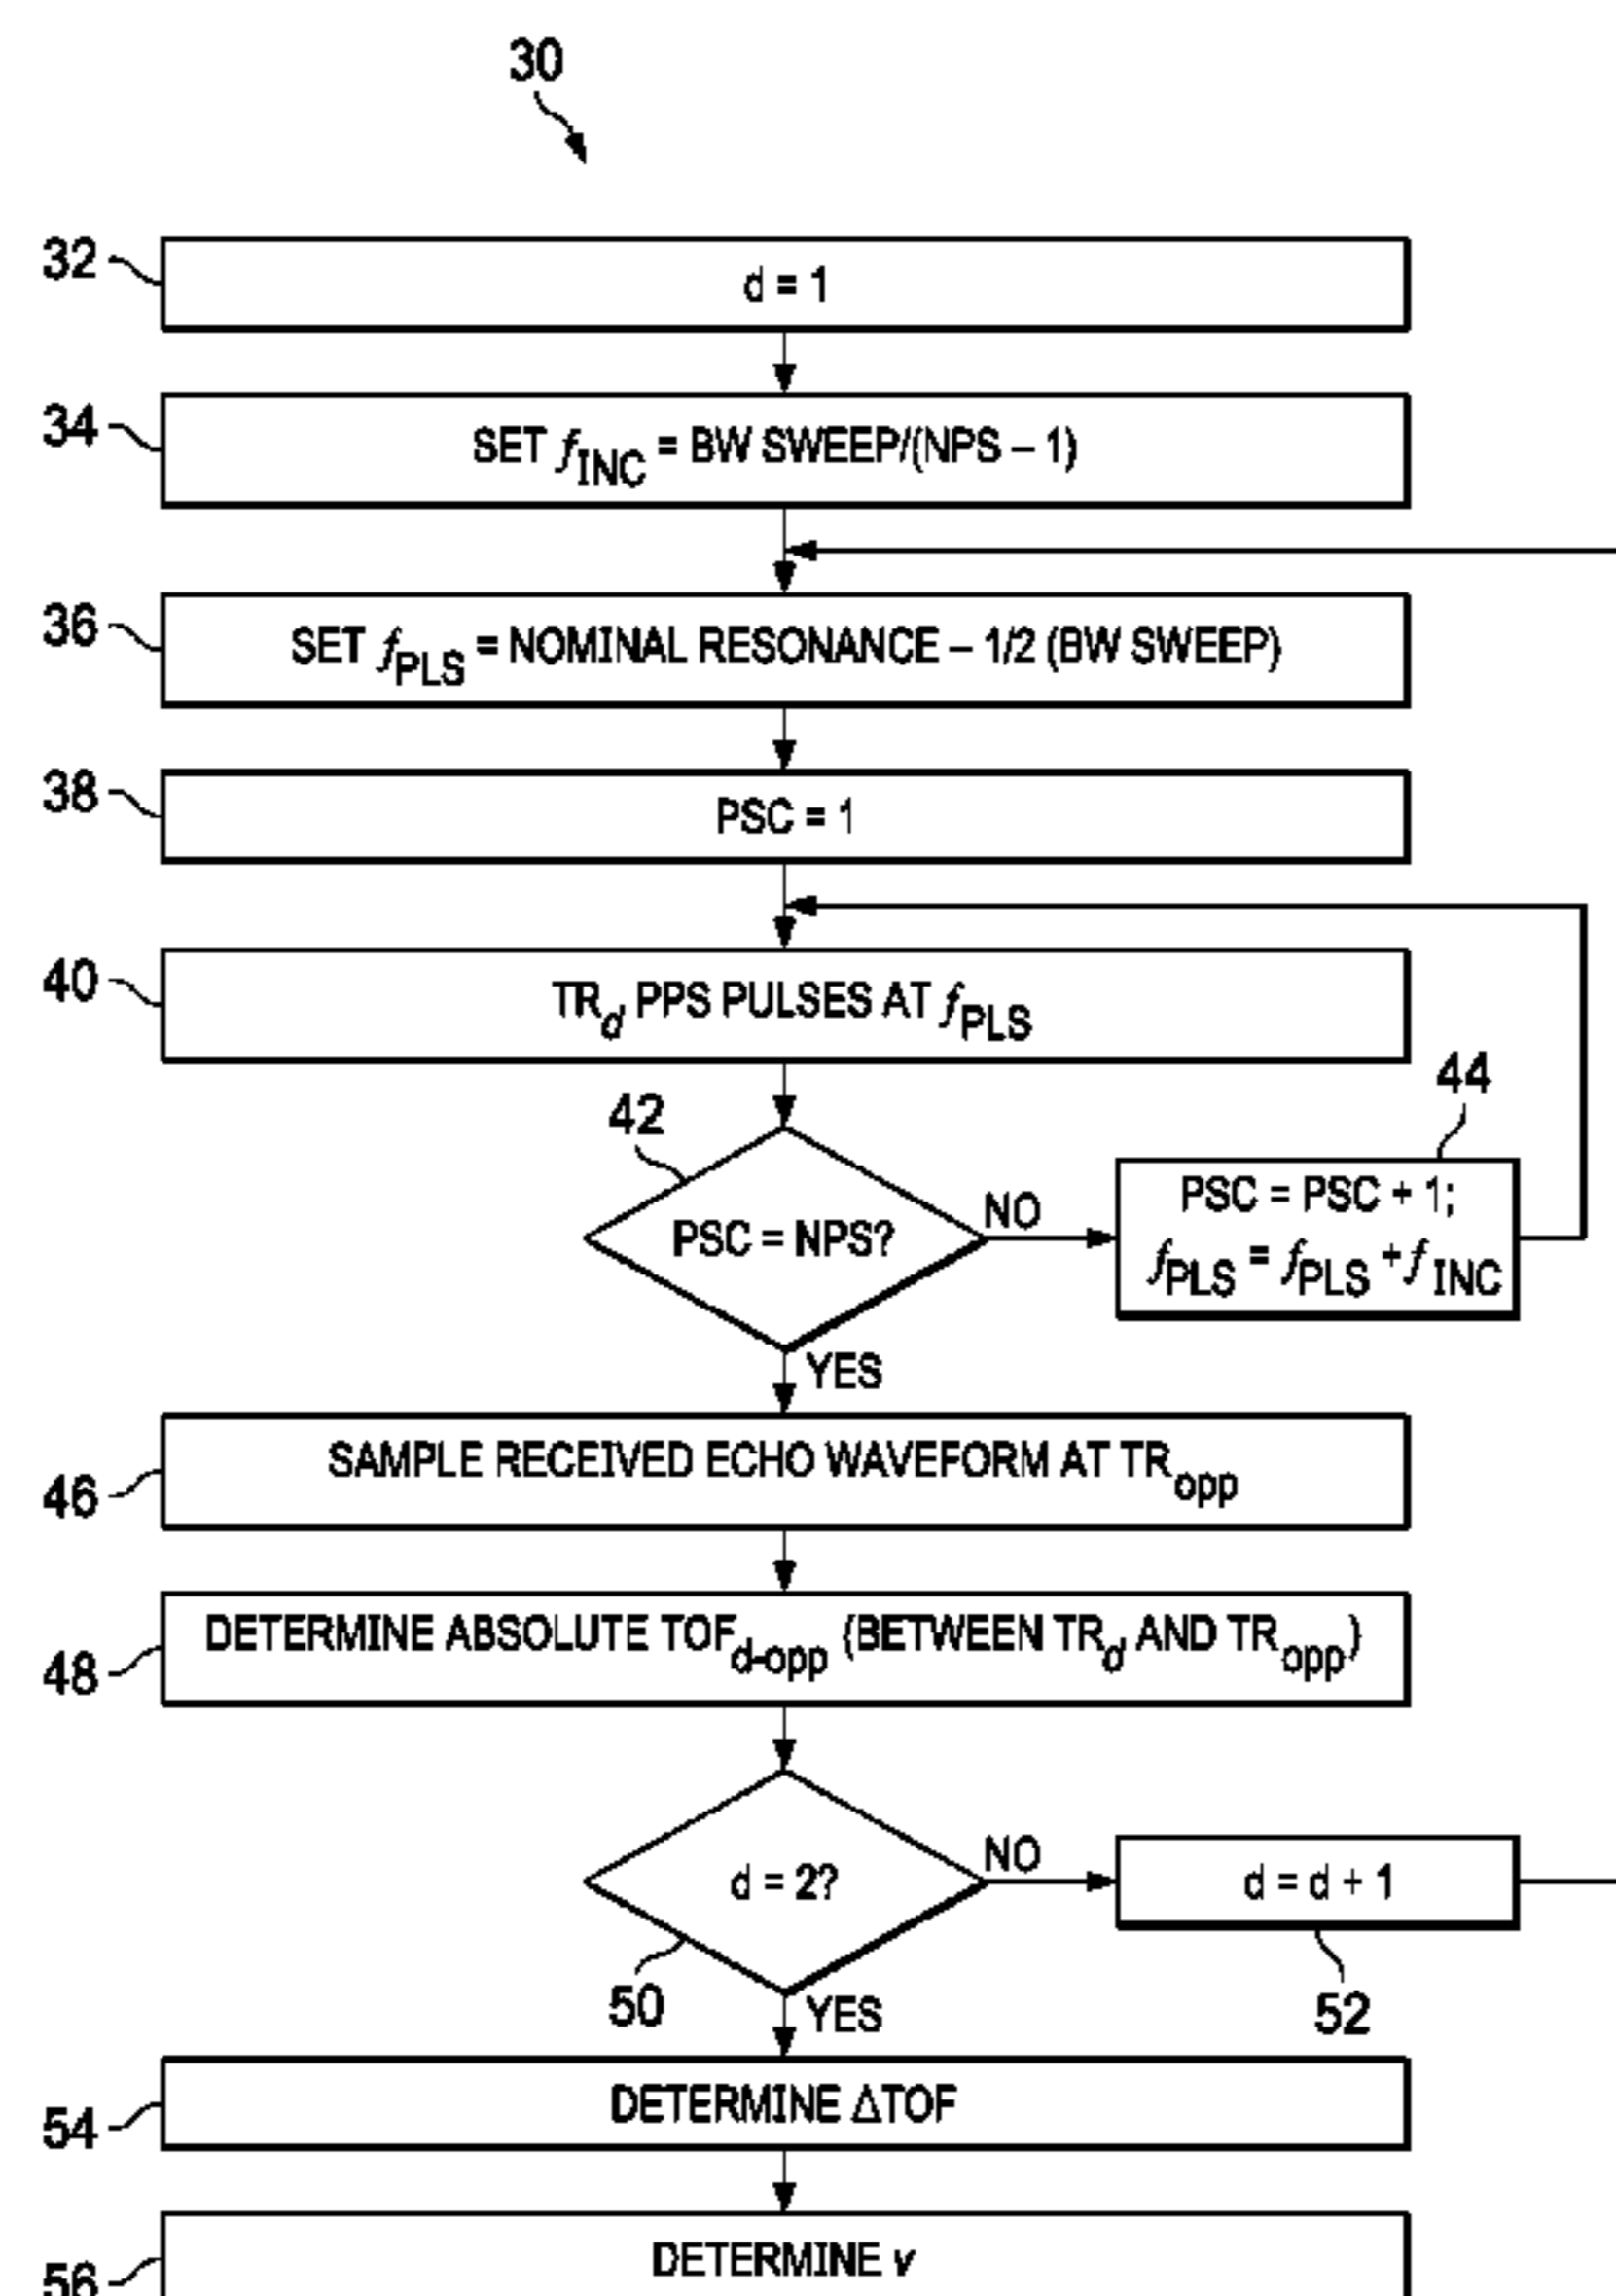 30
32
d = 1
34
SET fINC = BW SWEEP/(NPS – 1)
36
SET fPLS = NOMINAL RESONANCE – 1/2 (BW SWEEP)
38
PSC = 1
40
TRd PPS PULSES AT fPLS
42
44
PSC = NPS?
NO
PSC = PSC + 1;
fPLS = fPLS + fINC
YES
46
SAMPLE RECEIVED ECHO WAVEFORM AT TRopp
48
DETERMINE ABSOLUTE TOFd-opp (BETWEEN TRd AND TRopp)
d = 2?
NO
d = d + 1
50
52
YES
54
DETERMINE ΔTOF
56
DETERMINE v